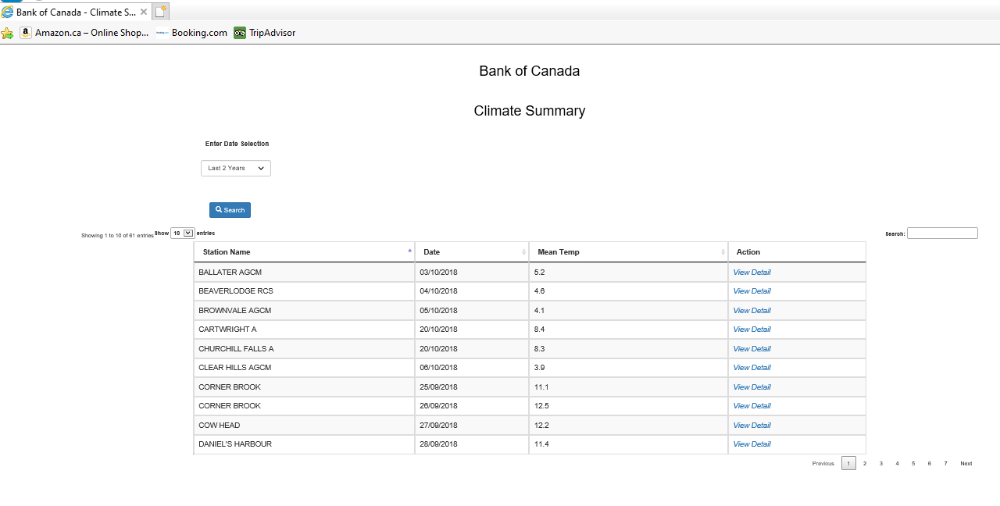 Bank of Canada - Climate S...
a Amazon.ca – Online Shop... Booking.com TripAdvisor
Bank of Canada
Climate Summary
Enter Date Selection
Last 2 Years
Search
Showing 1 to 10 of 61 entries Show 10 entries Search:
Station Name Date Mean Temp Action
BALLATER AGCM 03/10/2018 5.2 View Detail
BEAVERLODGE RCS 04/10/2018 4.6 View Detail
BROWNVALE AGCM 05/10/2018 4.1 View Detail
CARTWRIGHT A 20/10/2018 8.4 View Detail
CHURCHILL FALLS A 20/10/2018 8.3 View Detail
CLEAR HILLS AGCM 06/10/2018 3.9 View Detail
CORNER BROOK 25/09/2018 11.1 View Detail
CORNER BROOK 26/09/2018 12.5 View Detail
COW HEAD 27/09/2018 12.2 View Detail
DANIEL'S HARBOUR 28/09/2018 11.4 View Detail
Previous 1 2 3 4 5 6 7 Next